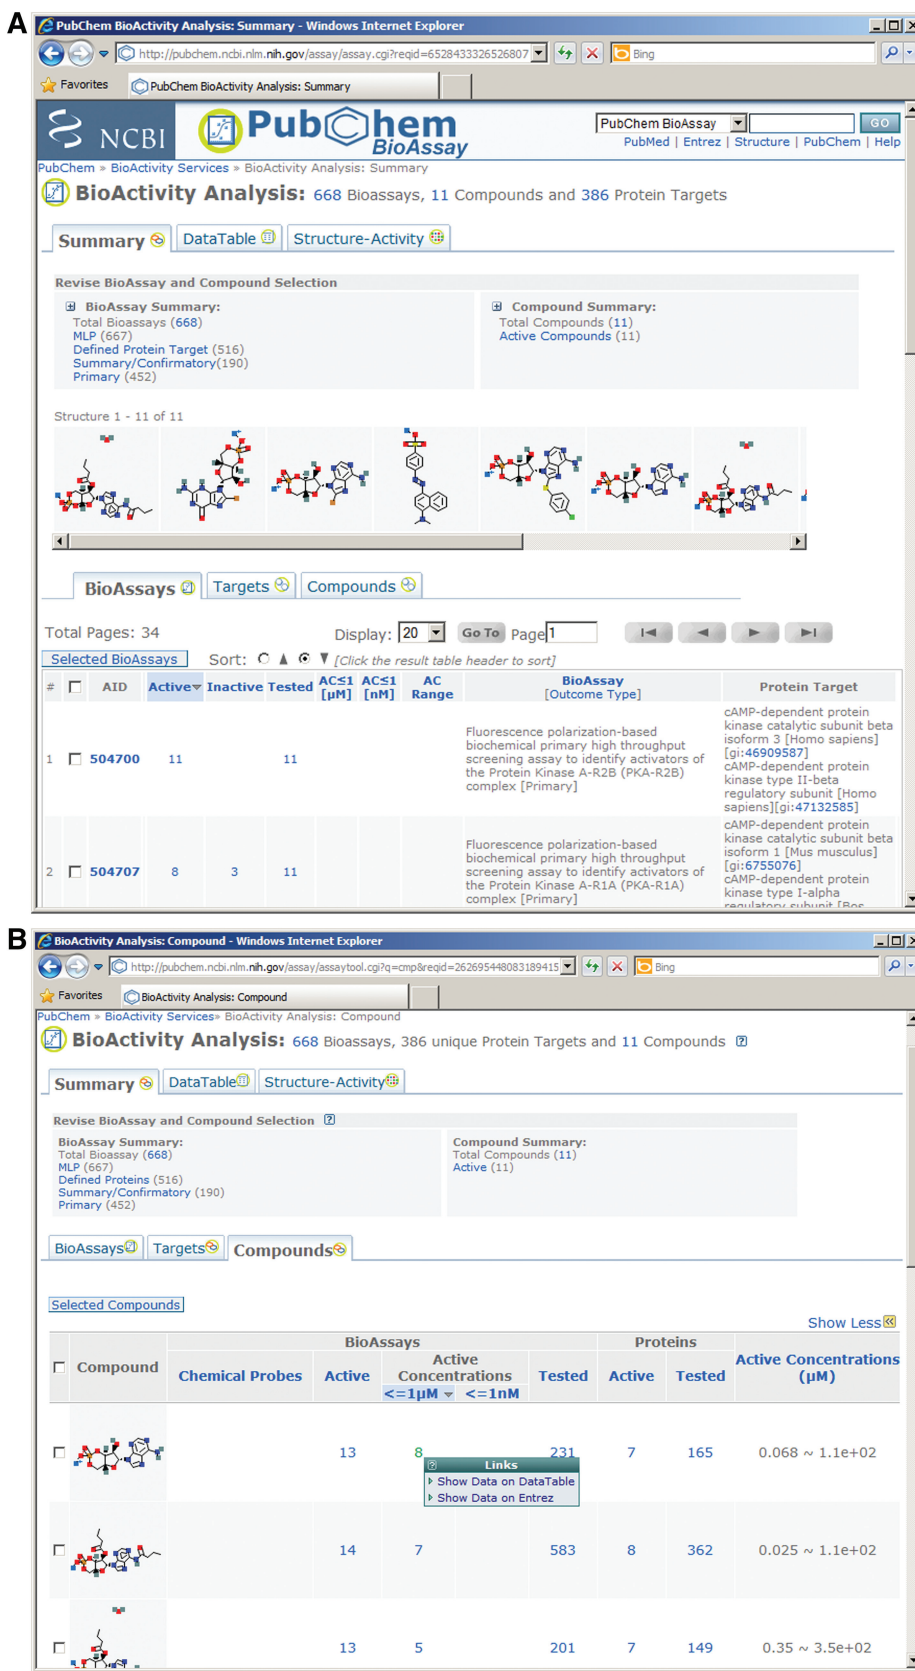 A
PubChem BioActivity Analysis: Summary - Windows Internet Explorer
http://pubchem.ncbi.nlm.nih.gov/assay/assay.cgi?reqid=6528433326526807
Bing
Favorites
PubChem BioActivity Analysis: Summary
NCBI
PubChem
BioAssay
PubChem BioAssay
GO
PubMed | Entrez | Structure | PubChem | Help
PubChem » BioActivity Services » BioActivity Analysis: Summary
BioActivity Analysis: 668 Bioassays, 11 Compounds and 386 Protein Targets
Summary DataTable Structure-Activity
Revise BioAssay and Compound Selection
BioAssay Summary:
Total Bioassays (668)
MLP (667)
Defined Protein Target (516)
Summary/Confirmatory(190)
Primary (452)
Compound Summary:
Total Compounds (11)
Active Compounds (11)
Structure 1 - 11 of 11
BioAssays Targets Compounds
Total Pages: 34 Display: 20 Go To Page 1
Selected BioAssays Sort: [Click the result table header to sort]
# AID Active Inactive Tested AC≤1 [µM] AC≤1 [nM] AC Range BioAssay [Outcome Type] Protein Target
1 504700 11 11
Fluorescence polarization-based
biochemical primary high throughput
screening assay to identify activators of
the Protein Kinase A-R2B (PKA-R2B)
complex [Primary]
cAMP-dependent protein
kinase catalytic subunit beta
isoform 3 [Homo sapiens]
[gi:46909587]
cAMP-dependent protein
kinase type II-beta
regulatory subunit [Homo
sapiens][gi:47132585]
2 504707 8 3 11
Fluorescence polarization-based
biochemical primary high throughput
screening assay to identify activators of
the Protein Kinase A-R1A (PKA-R1A)
complex [Primary]
cAMP-dependent protein
kinase catalytic subunit beta
isoform 1 [Mus musculus]
[gi:6755076]
cAMP-dependent protein
kinase type I-alpha
regulatory subunit [Bos
B
BioActivity Analysis: Compound - Windows Internet Explorer
http://pubchem.ncbi.nlm.nih.gov/assay/assaytool.cgi?q=cmp&reqid=262695448083189415
Bing
Favorites
BioActivity Analysis: Compound
PubChem » BioActivity Services» BioActivity Analysis: Compound
BioActivity Analysis: 668 Bioassays, 386 unique Protein Targets and 11 Compounds ?
Summary DataTable Structure-Activity
Revise BioAssay and Compound Selection ?
BioAssay Summary:
Total Bioassay (668)
MLP (667)
Defined Proteins (516)
Summary/Confirmatory (190)
Primary (452)
Compound Summary:
Total Compounds (11)
Active (11)
BioAssays Targets Compounds
Selected Compounds
Show Less
BioAssays Proteins
Compound Chemical Probes Active Active Concentrations Tested Active Tested Active Concentrations (µM)
<=1µM <=1nM
13 8 231 7 165 0.068 ~ 1.1e+02
? Links
Show Data on DataTable
Show Data on Entrez
14 7 583 8 362 0.025 ~ 1.1e+02
13 5 201 7 149 0.35 ~ 3.5e+02